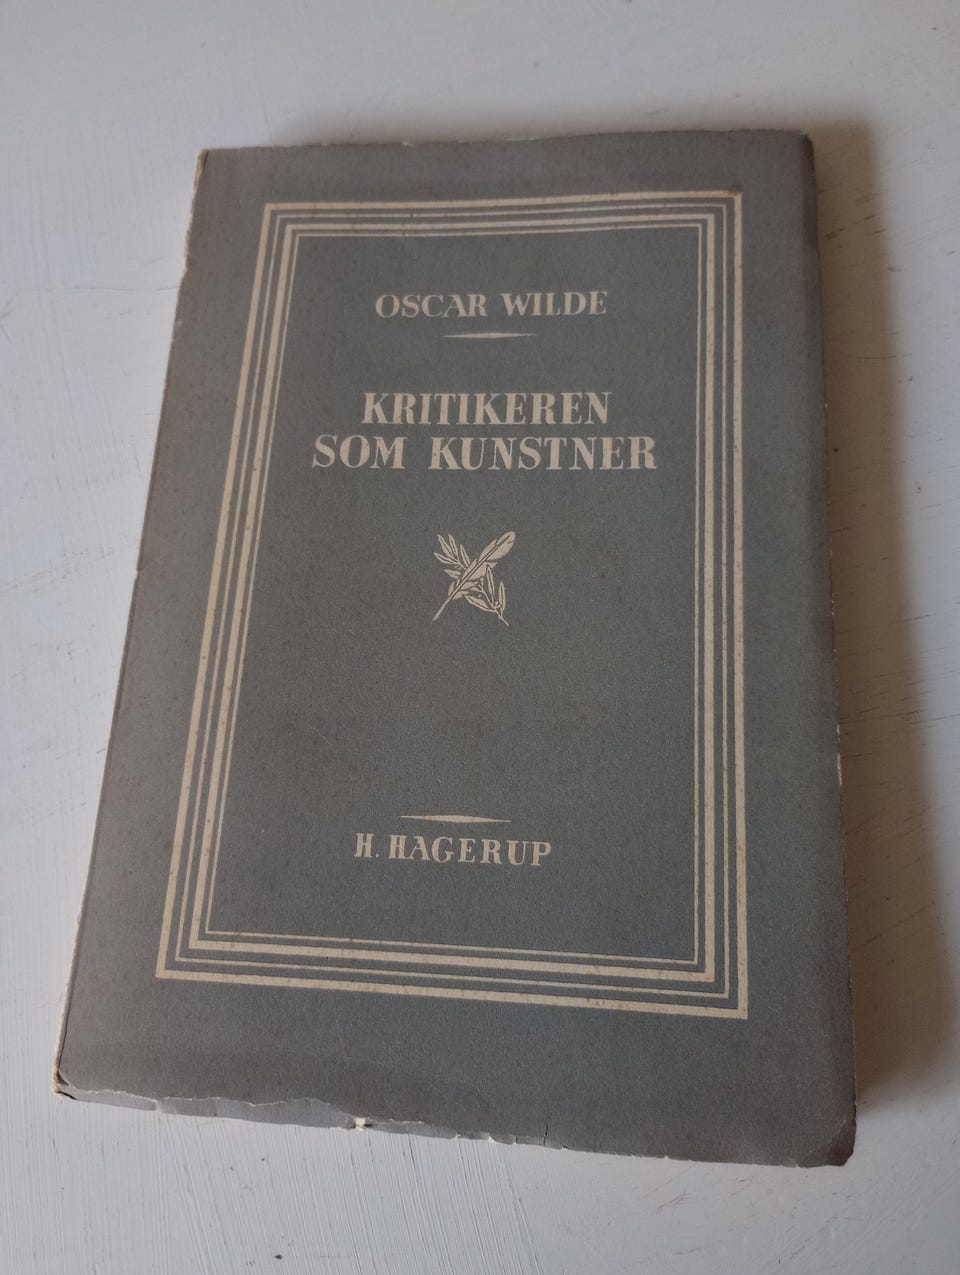 OSCAR WILDE
KRITIKEREN
SOM KUNSTNER
H. HAGERUP